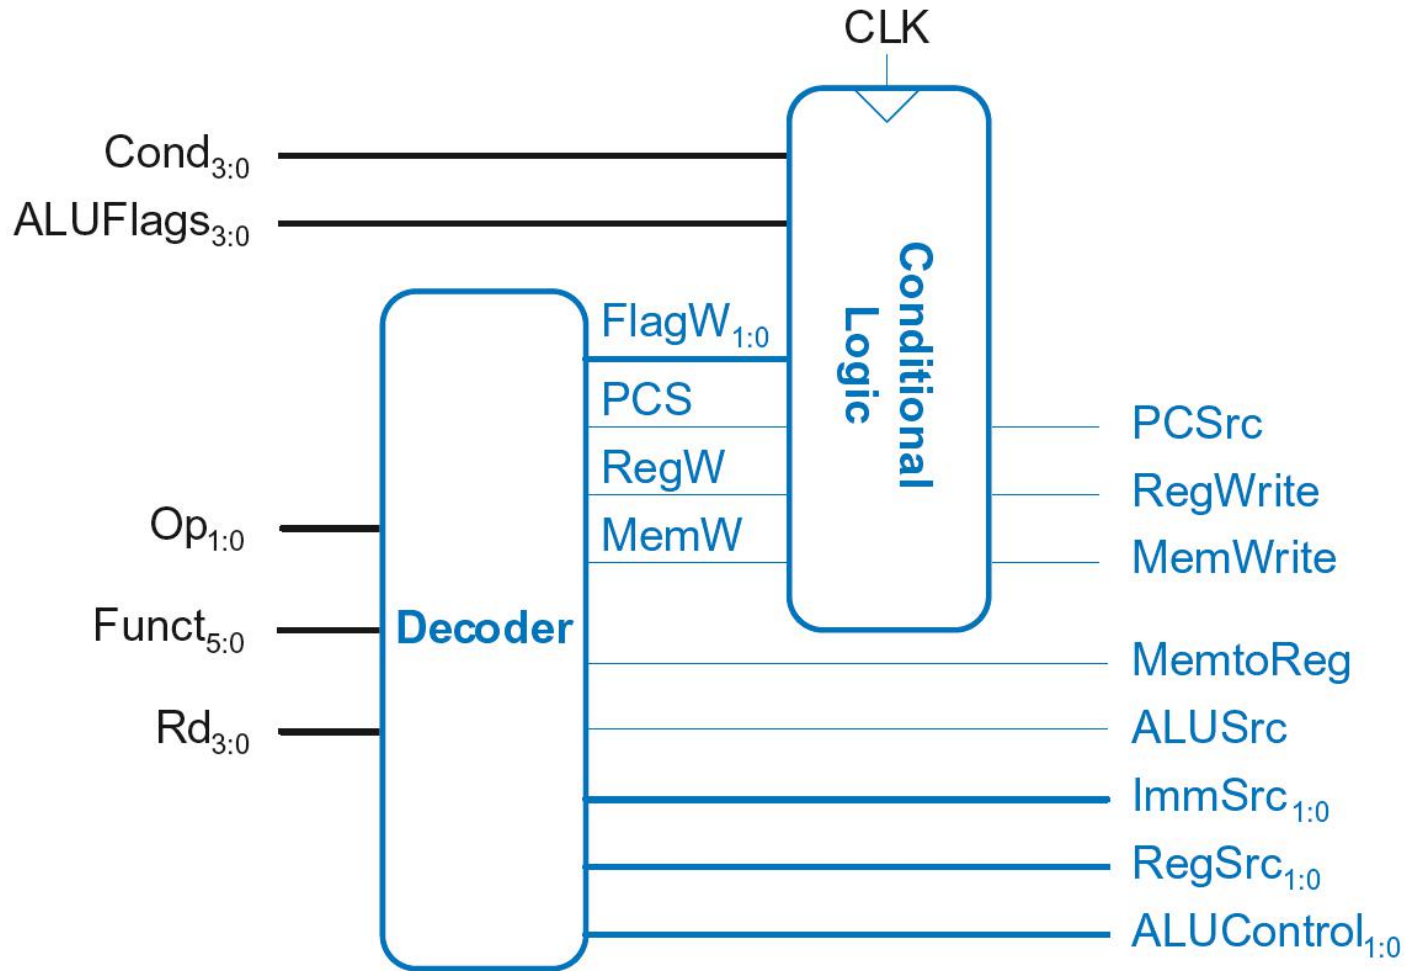 CLK
Cond3:0
ALUFlags3:0
FlagW1:0
PCS
RegW
MemW
Conditional
Logic
PCSrc
RegWrite
MemWrite
Op1:0
Funct5:0
Rd3:0
Decoder
MemtoReg
ALUSrc
ImmSrc1:0
RegSrc1:0
ALUControl1:0